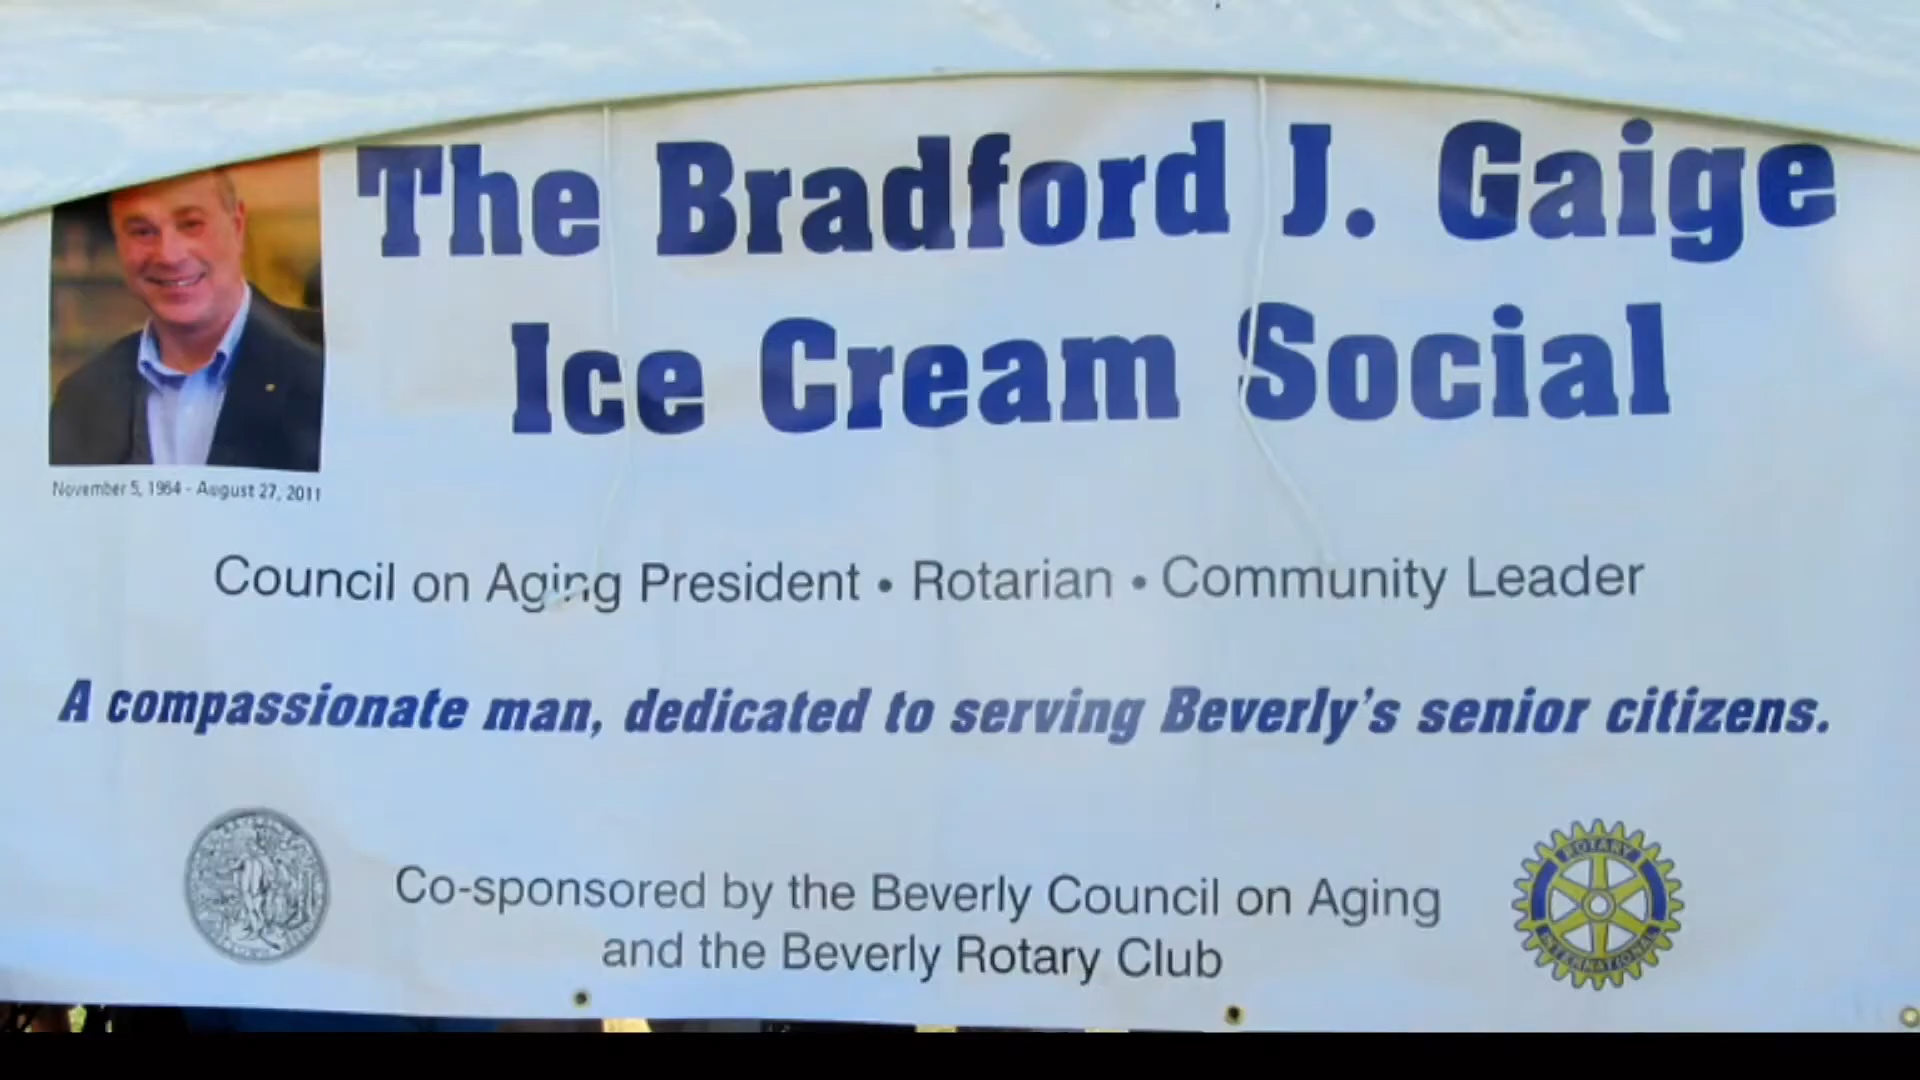 The Bradford J. Gaige
Ice Cream Social
November 5, 1964 - August 27, 2011
Council on Aging President • Rotarian • Community Leader
A compassionate man, dedicated to serving Beverly's senior citizens.
Co-sponsored by the Beverly Council on Aging
and the Beverly Rotary Club
ROTARY
INTERNATIONAL